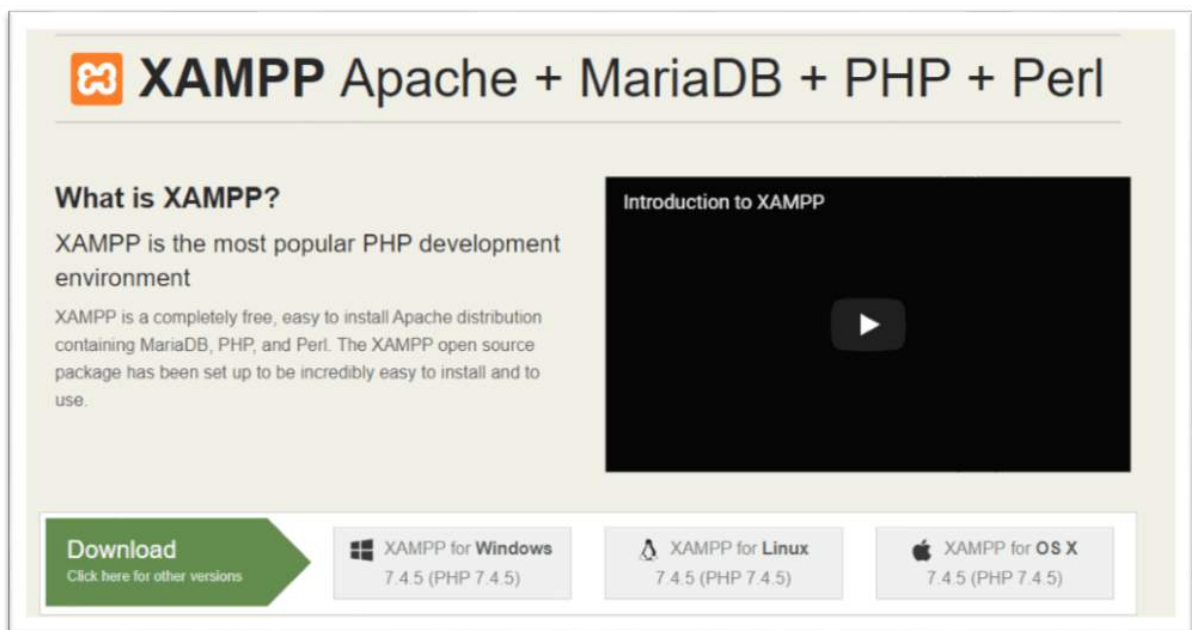 XAMPP Apache + MariaDB + PHP + Perl
What is XAMPP?
XAMPP is the most popular PHP development
environment
XAMPP is a completely free, easy to install Apache distribution
containing MariaDB, PHP, and Perl. The XAMPP open source
package has been set up to be incredibly easy to install and to
use.
Introduction to XAMPP
Download
Click here for other versions
XAMPP for Windows
7.4.5 (PHP 7.4.5)
XAMPP for Linux
7.4.5 (PHP 7.4.5)
XAMPP for OS X
7.4.5 (PHP 7.4.5)